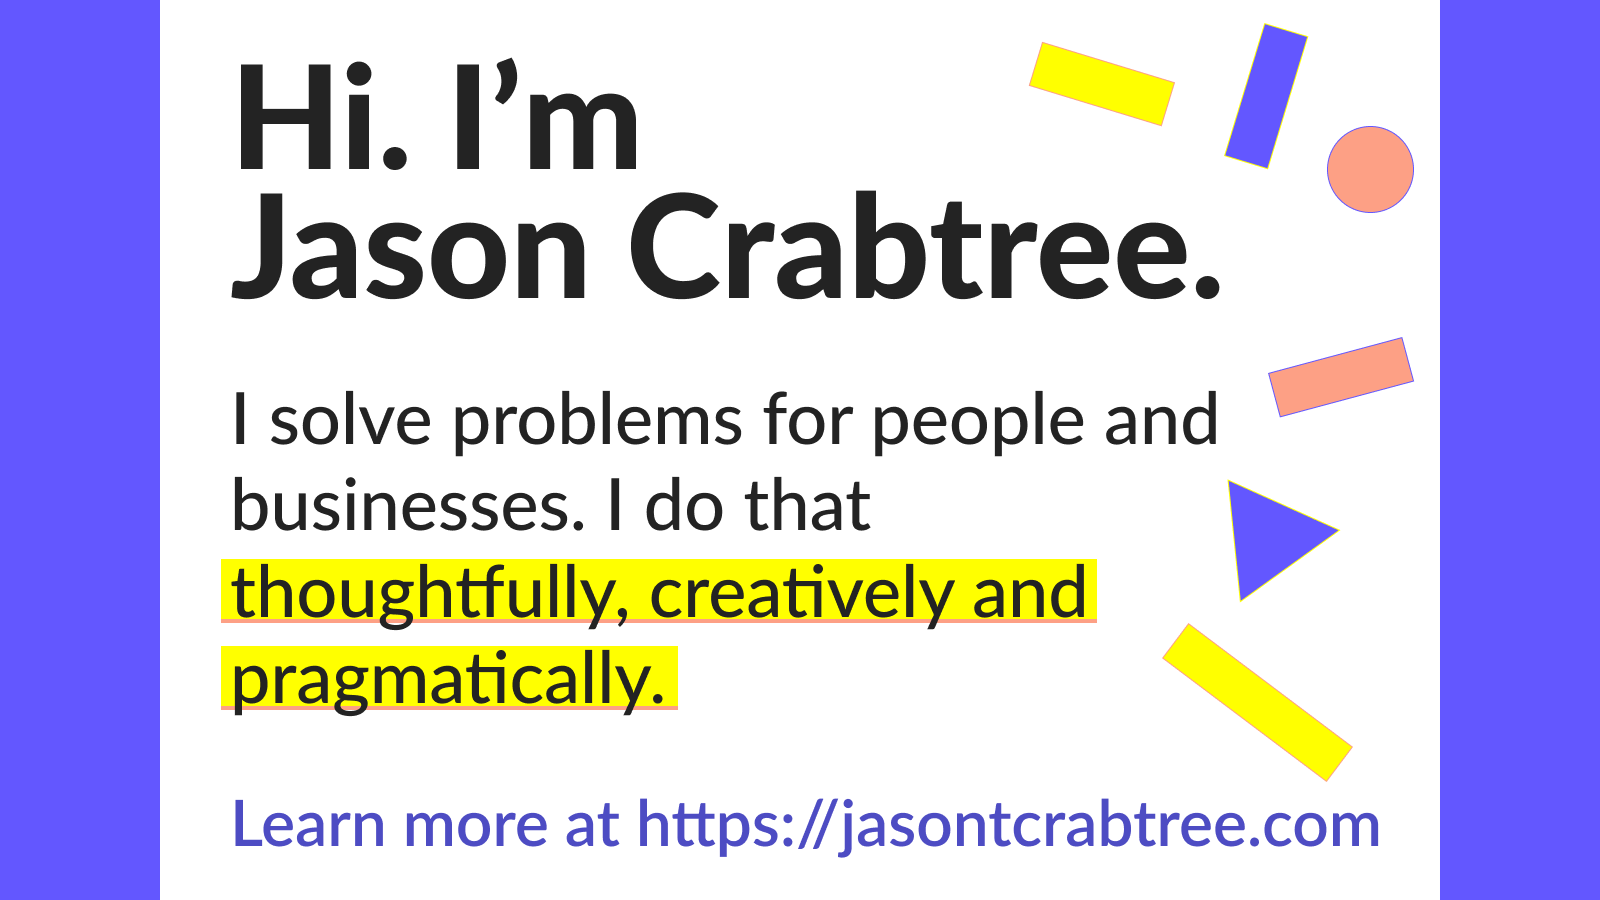 Hi. I’m
Jason Crabtree.
I solve problems for people and
businesses. I do that
thoughtfully, creatively and
pragmatically.
Learn more at https://jasontcrabtree.com